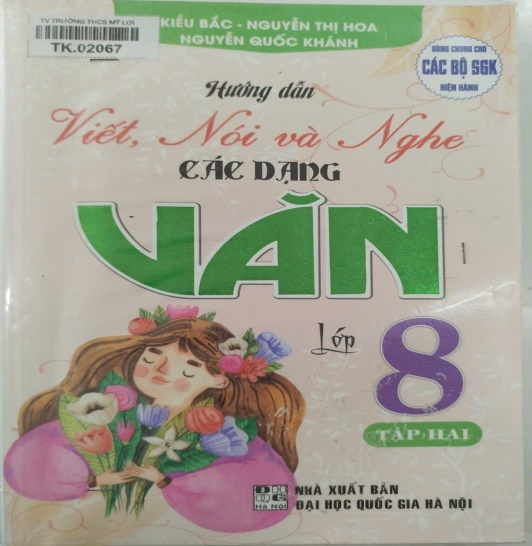 TV TRƯỜNG THCS MỸ LỢI
TK.02067
KIỀU BẮC - NGUYỄN THỊ HOA
NGUYỄN QUỐC KHÁNH
DÙNG CHUNG CHO
CÁC BỘ SGK
HIỆN HÀNH
Hướng dẫn
Viết, Nói và Nghe
CÁC DẠNG
VĂN
Lớp 8
TẬP HAI
ĐH
QG
Hà Nội
NHÀ XUẤT BẢN
ĐẠI HỌC QUỐC GIA HÀ NỘI